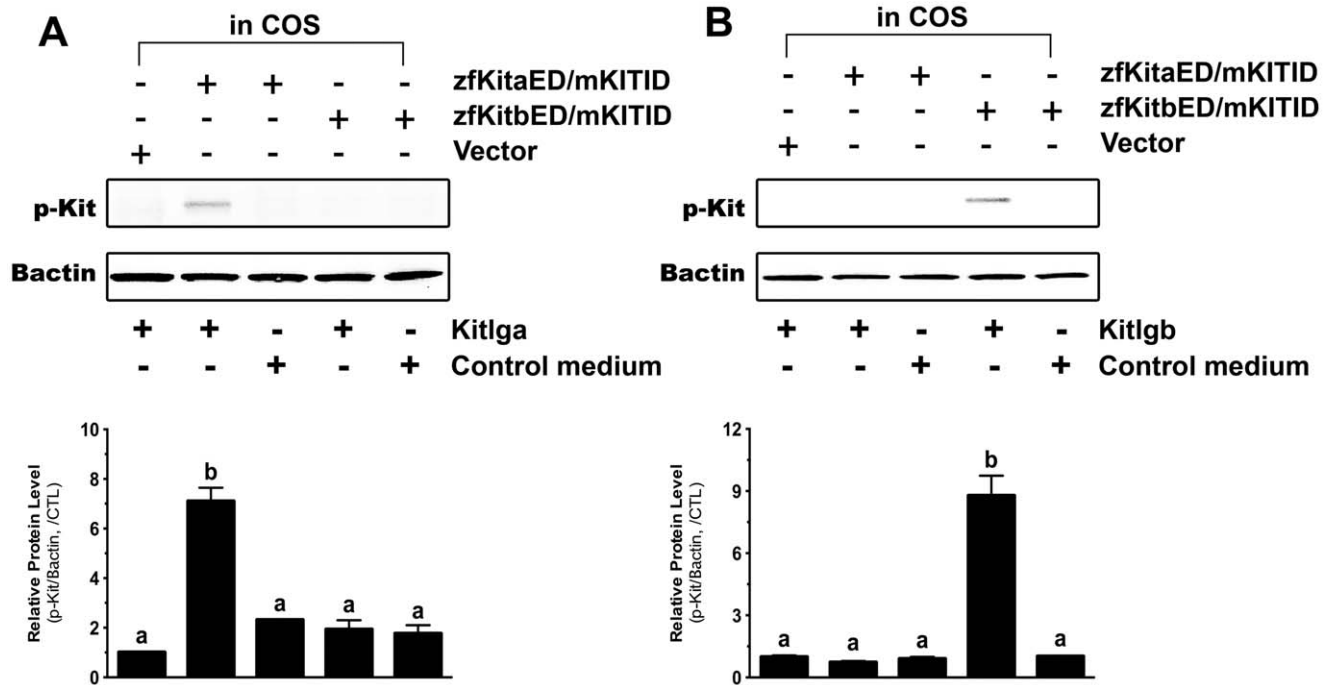 A
in COS
- + + - - zfKitaED/mKITID
- - - + + zfKitbED/mKITID
+ - - - - Vector
p-Kit
Bactin
+ + - + - Kitlga
- - + - + Control medium
Relative Protein Level
(p-Kit/Bactin, /CTL)
10
8
6
4
2
0
a
b
a
a
a
B
in COS
- + + - - zfKitaED/mKITID
- - - + + zfKitbED/mKITID
+ - - - - Vector
p-Kit
Bactin
+ + - + - Kitlgb
- - + - + Control medium
Relative Protein Level
(p-Kit/Bactin, /CTL)
12
9
6
3
0
a
a
a
b
a